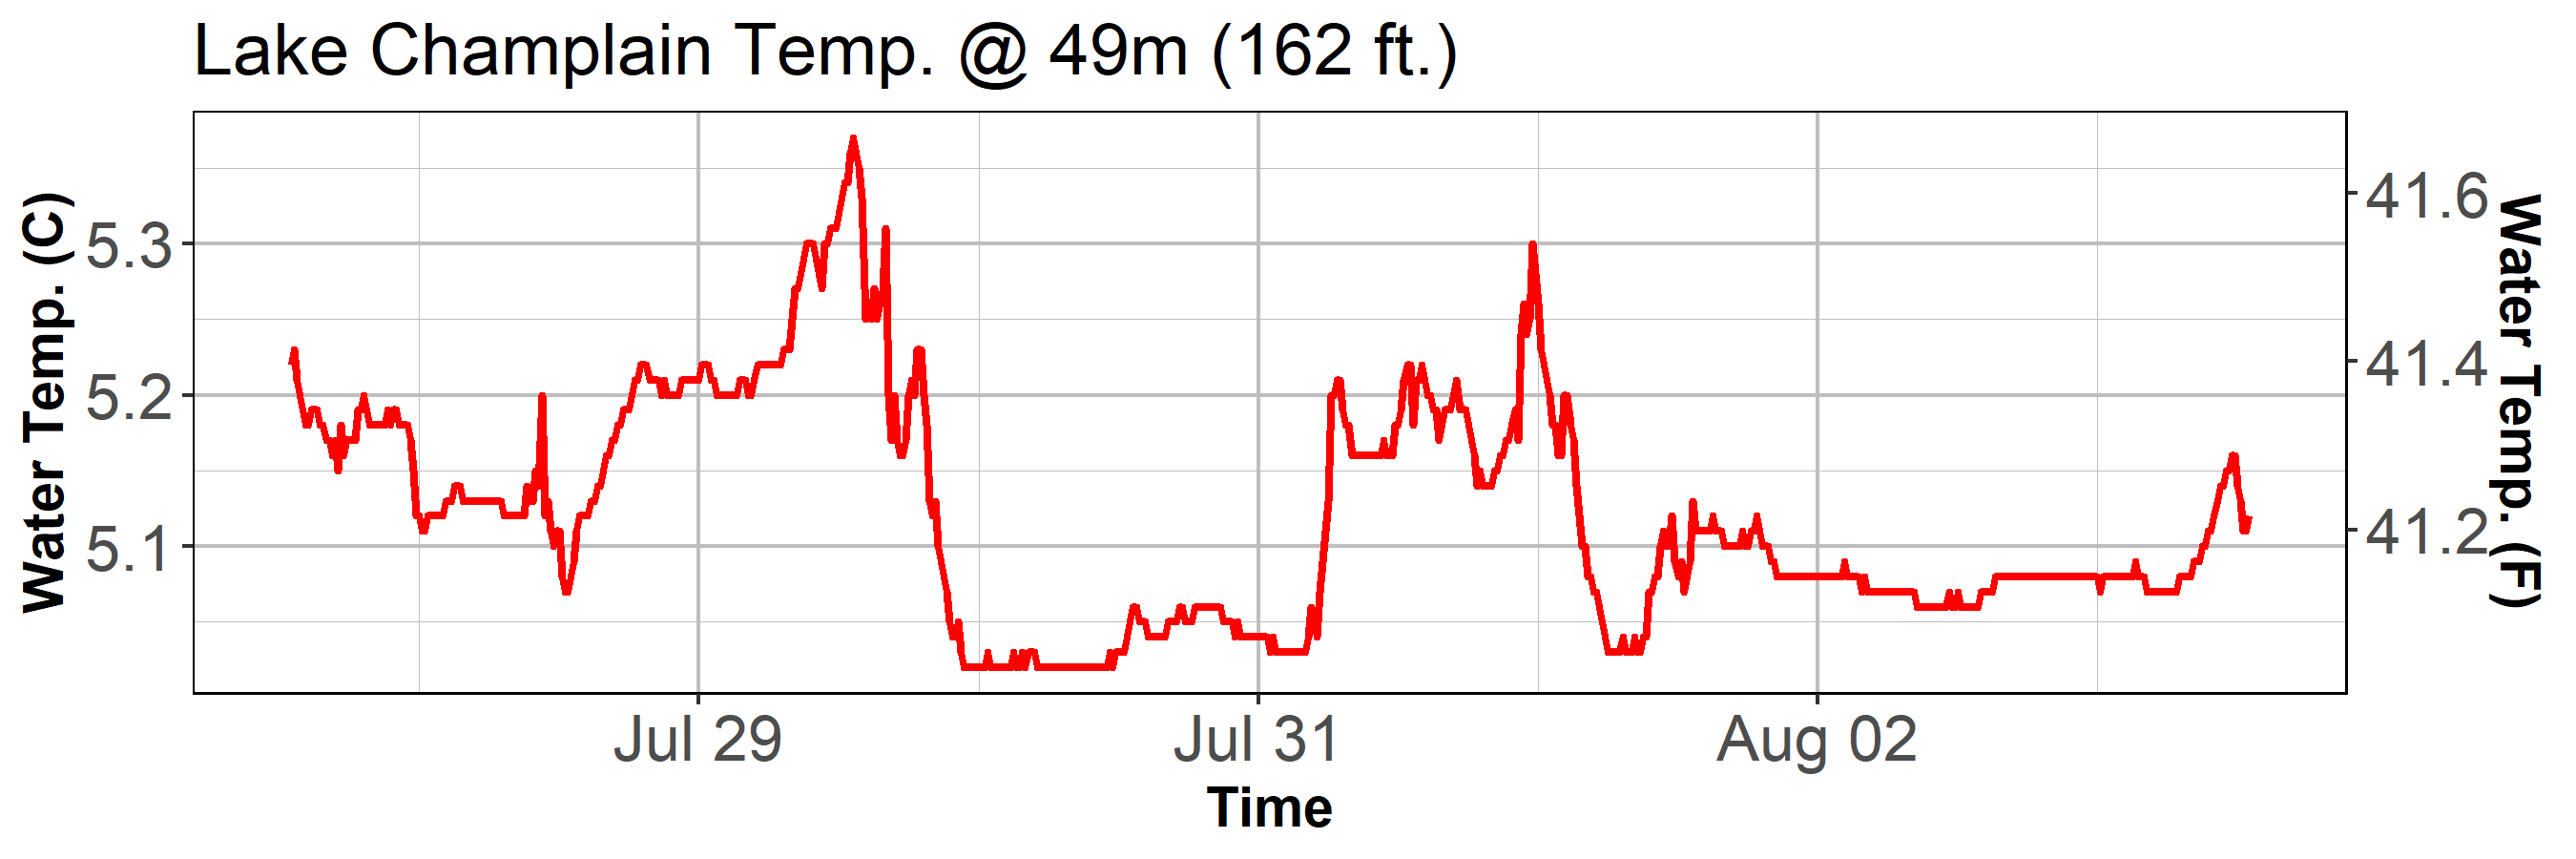 Lake Champlain Temp. @ 49m (162 ft.)
Water Temp. (C)
5.3
5.2
5.1
41.6
41.4
41.2
Water Temp. (F)
Jul 29
Jul 31
Aug 02
Time